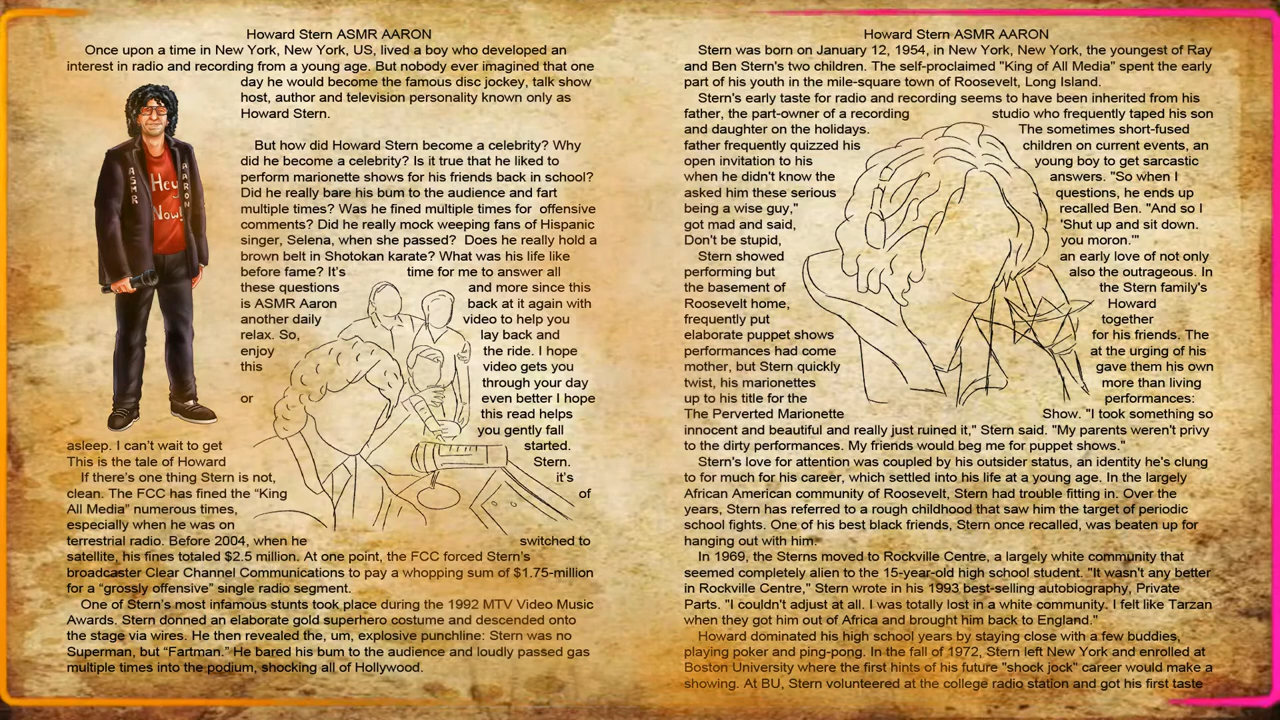 Howard Stern ASMR AARON
Once upon a time in New York, New York, US, lived a boy who developed an
interest in radio and recording from a young age. But nobody ever imagined that one
day he would become the famous disc jockey, talk show
host, author and television personality known only as
Howard Stern.
But how did Howard Stern become a celebrity? Why
did he become a celebrity? Is it true that he liked to
perform marionette shows for his friends back in school?
Did he really bare his bum to the audience and fart
multiple times? Was he fined multiple times for offensive
comments? Did he really mock weeping fans of Hispanic
singer, Selena, when she passed? Does he really hold a
brown belt in Shotokan karate? What was his life like
before fame? It's time for me to answer all
these questions and more since this
is ASMR Aaron back at it again with
another daily video to help you
relax. So, lay back and
enjoy the ride. I hope
this video gets you
through your day
or even better I hope
this read helps
you gently fall
asleep. I can't wait to get started.
This is the tale of Howard Stern.
If there's one thing Stern is not, it's
clean. The FCC has fined the “King of
All Media” numerous times,
especially when he was on
terrestrial radio. Before 2004, when he switched to
satellite, his fines totaled $2.5 million. At one point, the FCC forced Stern's
broadcaster Clear Channel Communications to pay a whopping sum of $1.75-million
for a “grossly offensive” single radio segment.
One of Stern's most infamous stunts took place during the 1992 MTV Video Music
Awards. Stern donned an elaborate gold superhero costume and descended onto
the stage via wires. He then revealed the, um, explosive punchline: Stern was no
Superman, but “Fartman.” He bared his bum to the audience and loudly passed gas
multiple times into the podium, shocking all of Hollywood.
ASMR
AARON
Hey
Now!
Howard Stern ASMR AARON
Stern was born on January 12, 1954, in New York, New York, the youngest of Ray
and Ben Stern's two children. The self-proclaimed "King of All Media" spent the early
part of his youth in the mile-square town of Roosevelt, Long Island.
Stern's early taste for radio and recording seems to have been inherited from his
father, the part-owner of a recording studio who frequently taped his son
and daughter on the holidays. The sometimes short-fused
father frequently quizzed his children on current events, an
open invitation to his young boy to get sarcastic
when he didn't know the answers. "So when I
asked him these serious questions, he ends up
being a wise guy," recalled Ben. "And so I
got mad and said, 'Shut up and sit down.
Don't be stupid, you moron.'"
Stern showed an early love of not only
performing but also the outrageous. In
the basement of the Stern family's
Roosevelt home, Howard
frequently put together
elaborate puppet shows for his friends. The
performances had come at the urging of his
mother, but Stern quickly gave them his own
twist, his marionettes more than living
up to his title for the performances:
The Perverted Marionette Show. "I took something so
innocent and beautiful and really just ruined it," Stern said. "My parents weren't privy
to the dirty performances. My friends would beg me for puppet shows."
Stern's love for attention was coupled by his outsider status, an identity he's clung
to for much for his career, which settled into his life at a young age. In the largely
African American community of Roosevelt, Stern had trouble fitting in. Over the
years, Stern has referred to a rough childhood that saw him the target of periodic
school fights. One of his best black friends, Stern once recalled, was beaten up for
hanging out with him.
In 1969, the Sterns moved to Rockville Centre, a largely white community that
seemed completely alien to the 15-year-old high school student. "It wasn't any better
in Rockville Centre," Stern wrote in his 1993 best-selling autobiography, Private
Parts. "I couldn't adjust at all. I was totally lost in a white community. I felt like Tarzan
when they got him out of Africa and brought him back to England."
Howard dominated his high school years by staying close with a few buddies,
playing poker and ping-pong. In the fall of 1972, Stern left New York and enrolled at
Boston University where the first hints of his future "shock jock" career would make a
showing. At BU, Stern volunteered at the college radio station and got his first taste